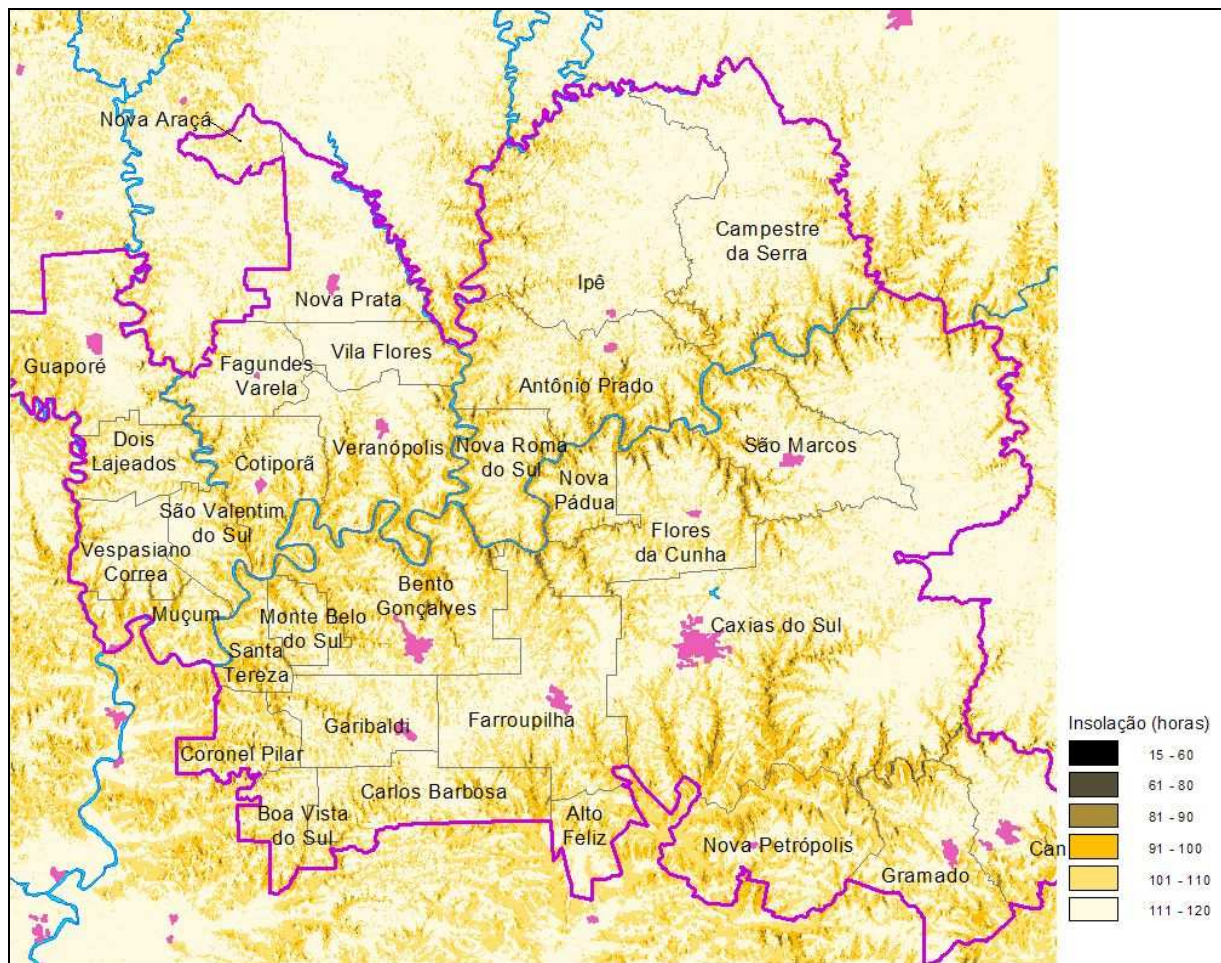 Nova Araçá
Campestre
da Serra
Ipê
Nova Prata
Guaporé
Fagundes
Varela
Vila Flores
Antônio Prado
Dois
Lajeados
Cotiporã
Veranópolis
Nova Roma
do Sul
Nova
Pádua
São Marcos
São Valentim
do Sul
Flores
da Cunha
Vespasiano
Correa
Muçum
Bento
Gonçalves
Monte Belo
do Sul
Caxias do Sul
Santa
Tereza
Garibaldi
Farroupilha
Coronel Pilar
Carlos Barbosa
Boa Vista
do Sul
Alto
Feliz
Nova Petrópolis
Gramado
Can
Insolação (horas)
15 - 60
61 - 80
81 - 90
91 - 100
101 - 110
111 - 120